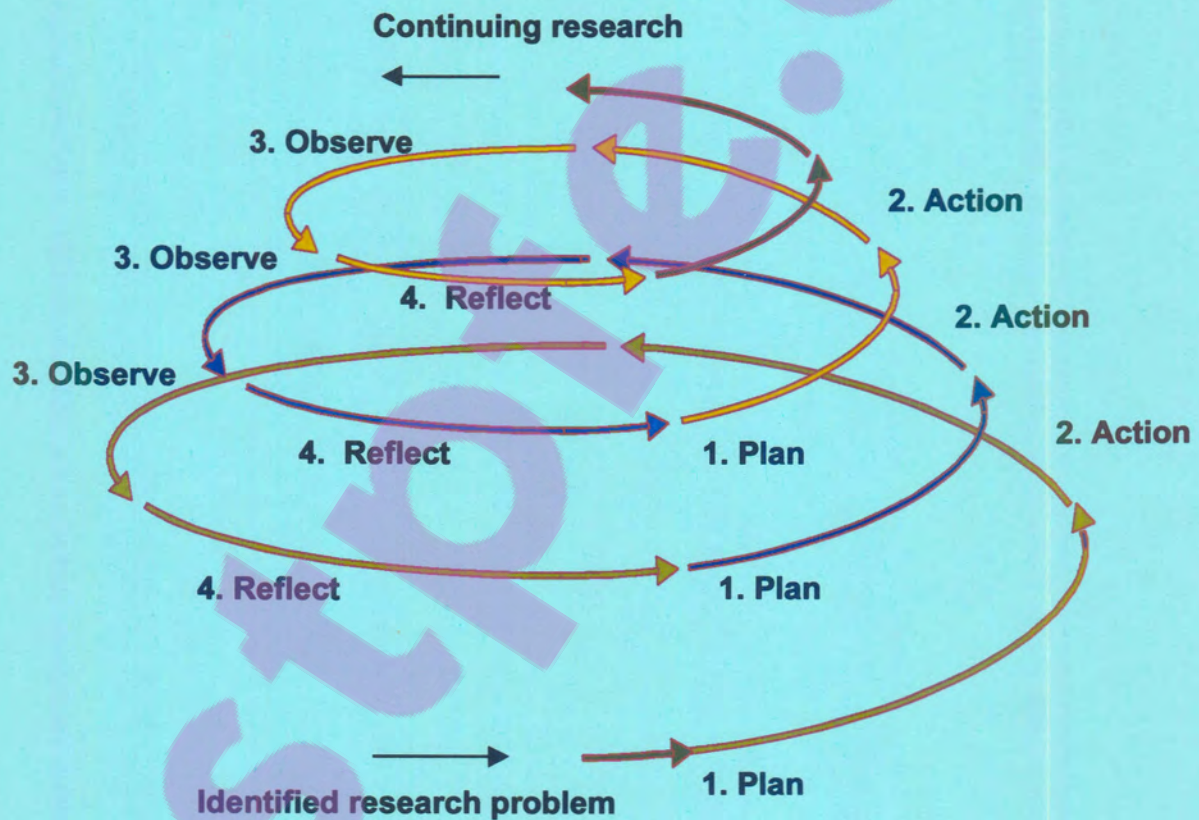 Continuing research
3. Observe
2. Action
3. Observe
4. Reflect
2. Action
3. Observe
2. Action
4. Reflect
1. Plan
4. Reflect
1. Plan
1. Plan
Identified research problem